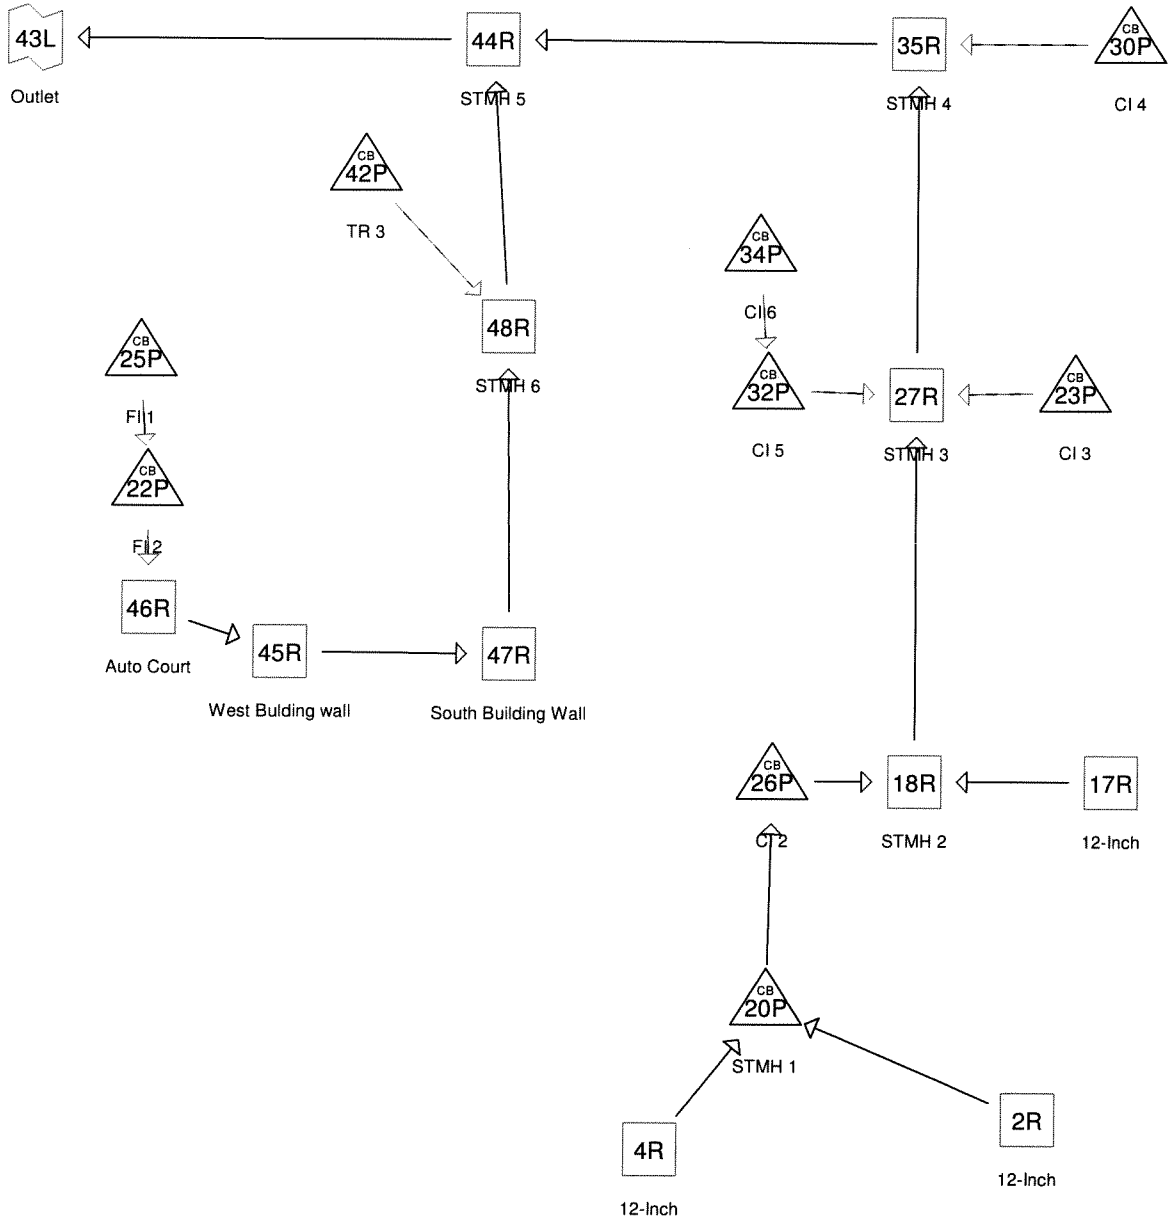 43L
Outlet
44R
STMH 5
35R
STMH 4
CB
30P
CI 4
CB
42P
TR 3
CB
34P
CI 6
48R
STMH 6
CB
25P
FI 1
CB
32P
CI 5
27R
STMH 3
CB
23P
CI 3
CB
22P
FI 2
46R
Auto Court
45R
West Bulding wall
47R
South Building Wall
CB
26P
CI 2
18R
STMH 2
17R
12-Inch
CB
20P
STMH 1
4R
12-Inch
2R
12-Inch